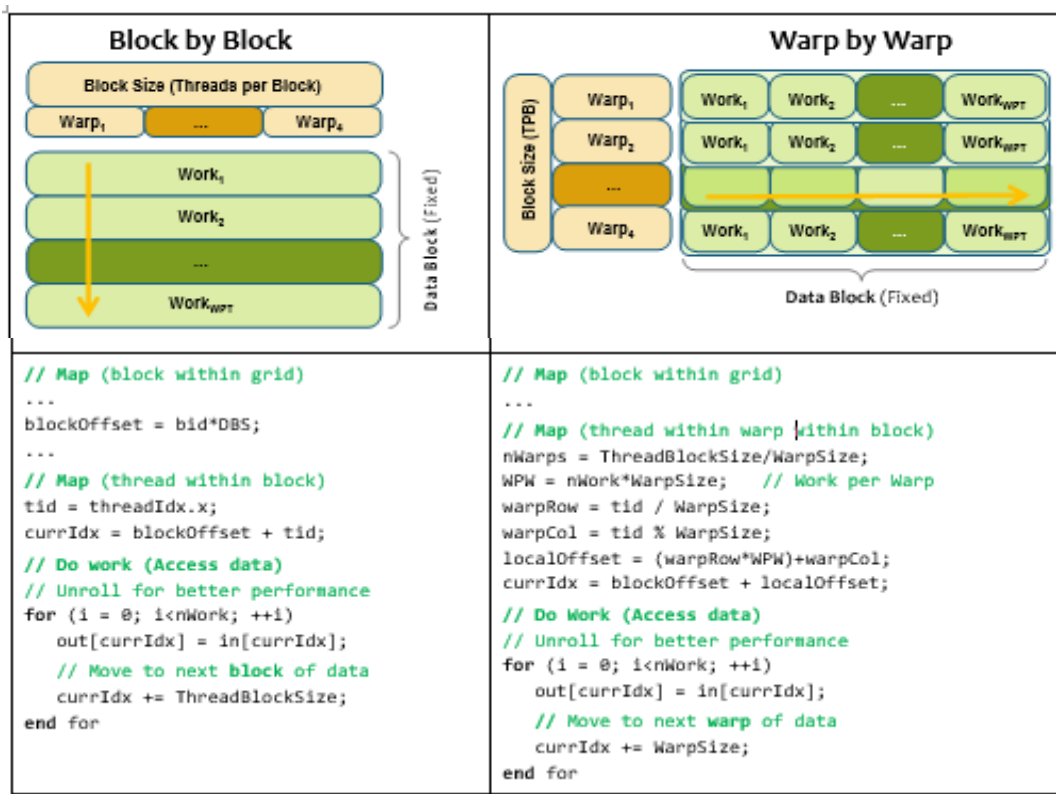 Block by Block
Block Size (Threads per Block)
Warp₁ ... Warp₄
Work₁
Work₂
...
Work_WPT
Data Block (Fixed)
Warp by Warp
Block Size (TPB)
Warp₁ Work₁ Work₂ ... Work_WPT
Warp₂ Work₁ Work₂ ... Work_WPT
...
Warp₄ Work₁ Work₂ ... Work_WPT
Data Block (Fixed)
// Map (block within grid)
...
blockOffset = bid*DBS;
...
// Map (thread within block)
tid = threadIdx.x;
currIdx = blockOffset + tid;
// Do work (Access data)
// Unroll for better performance
for (i = 0; i<nWork; ++i)
out[currIdx] = in[currIdx];
// Move to next block of data
currIdx += ThreadBlockSize;
end for
// Map (block within grid)
...
// Map (thread within warp within block)
nWarps = ThreadBlockSize/WarpSize;
WPW = nWork*WarpSize; // Work per Warp
warpRow = tid / WarpSize;
warpCol = tid % WarpSize;
localOffset = (warpRow*WPW)+warpCol;
currIdx = blockOffset + localOffset;
// Do Work (Access data)
// Unroll for better performance
for (i = 0; i<nWork; ++i)
out[currIdx] = in[currIdx];
// Move to next warp of data
currIdx += WarpSize;
end for